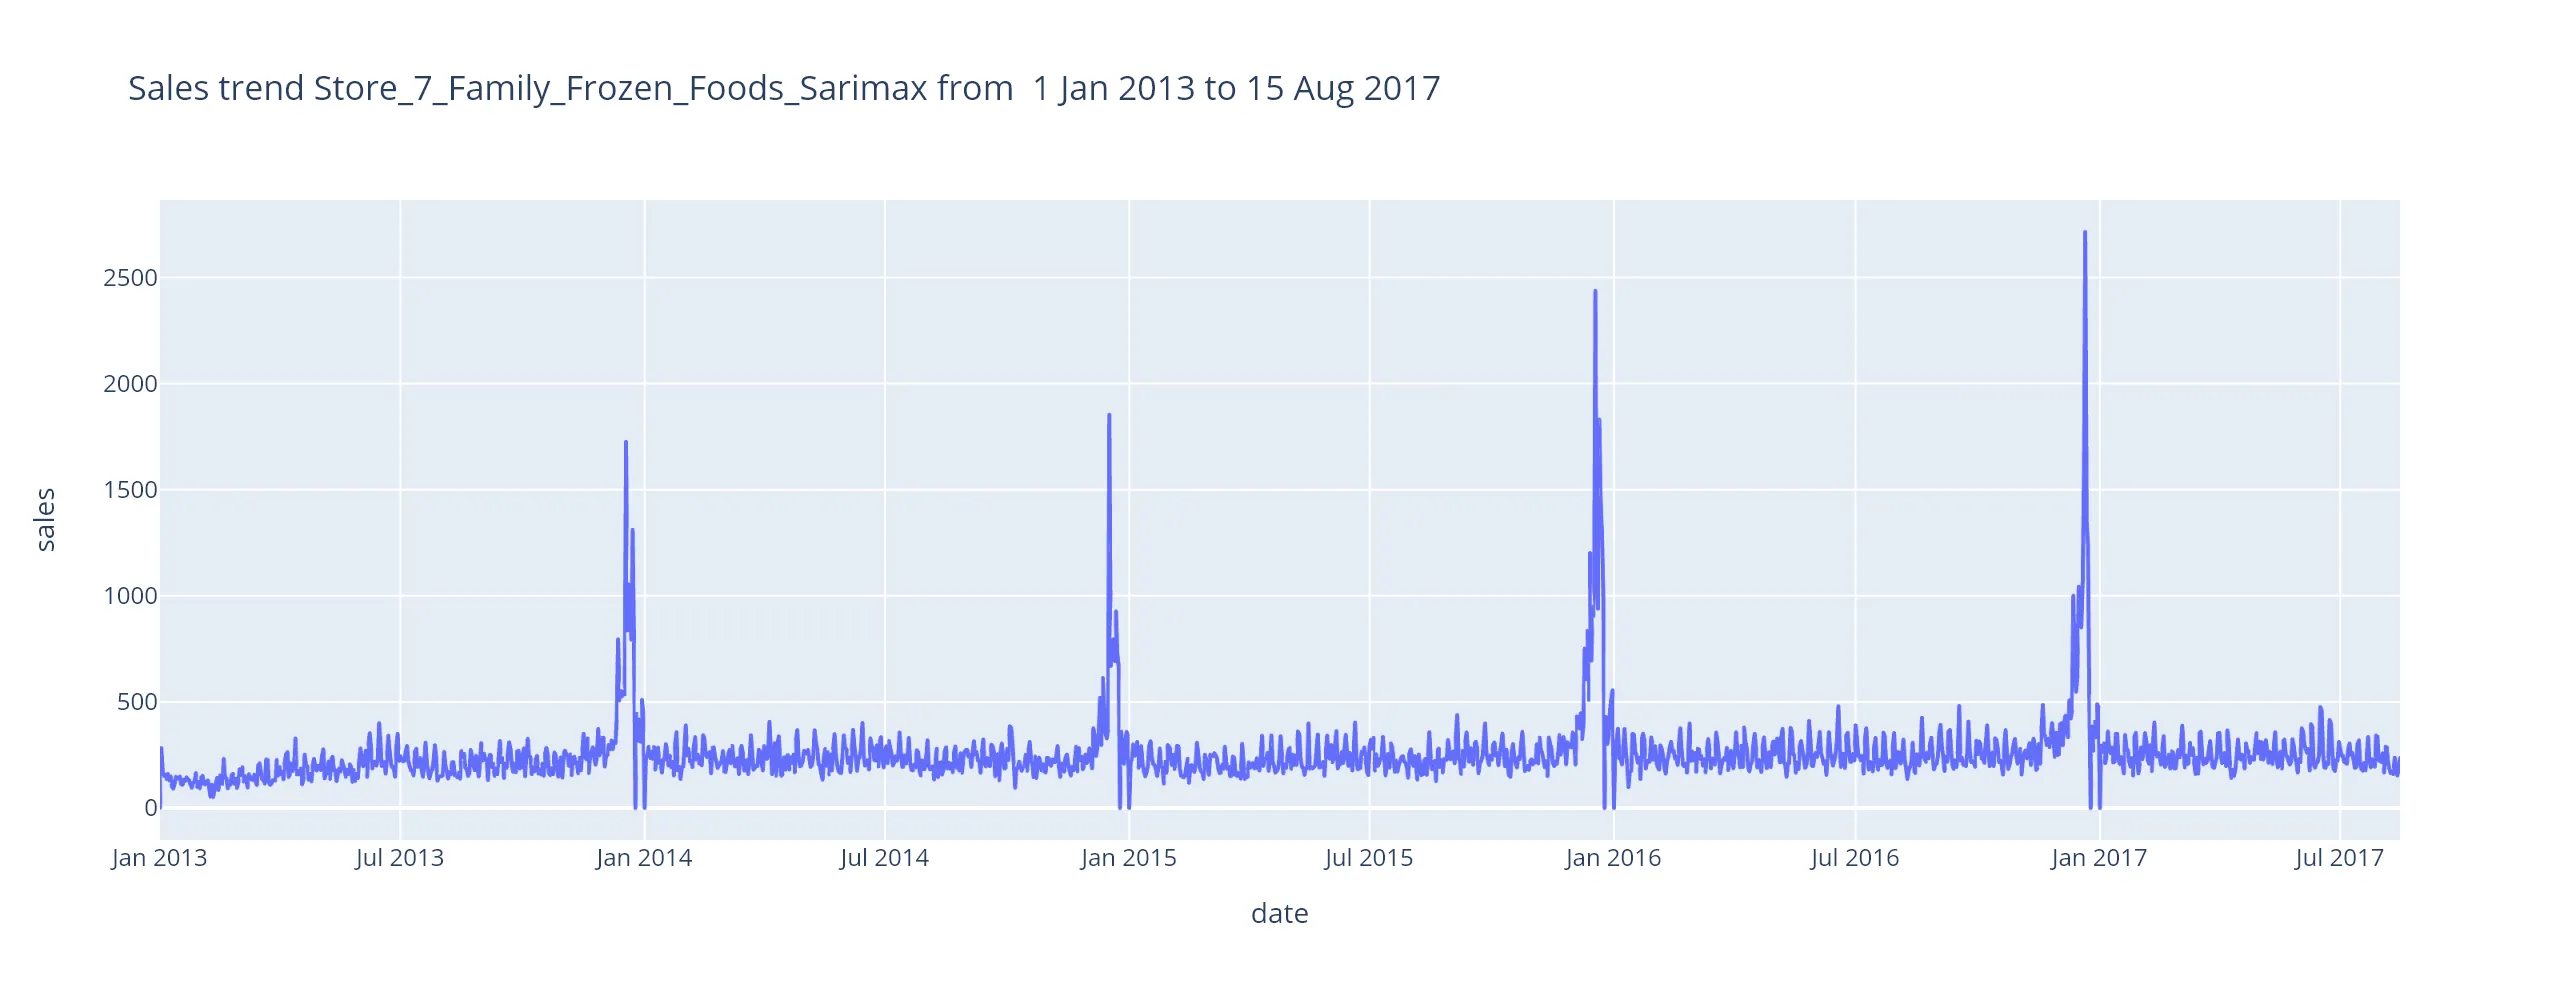 Sales trend Store_7_Family_Frozen_Foods_Sarimax from  1 Jan 2013 to 15 Aug 2017
2500
2000
1500
1000
500
0
sales
Jan 2013 Jul 2013 Jan 2014 Jul 2014 Jan 2015 Jul 2015 Jan 2016 Jul 2016 Jan 2017 Jul 2017
date